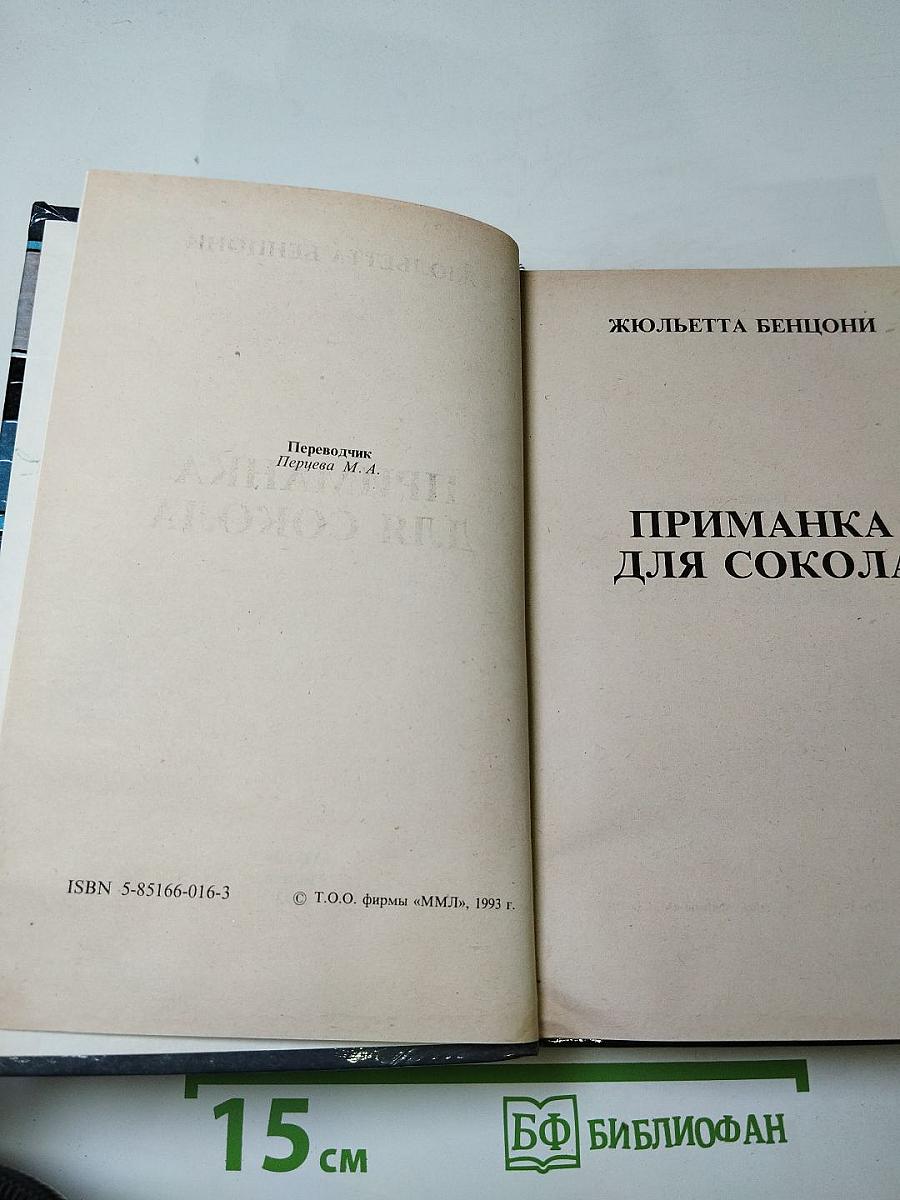 Переводчик
Перцева М. А.
ISBN 5-85166-016-3
© Т.О.О. фирмы «ММЛ», 1993 г.
ЖЮЛЬЕТТА БЕНЦОНИ
ПРИМАНКА
ДЛЯ СОКОЛА
15 см
БФ БИБЛИОФАН